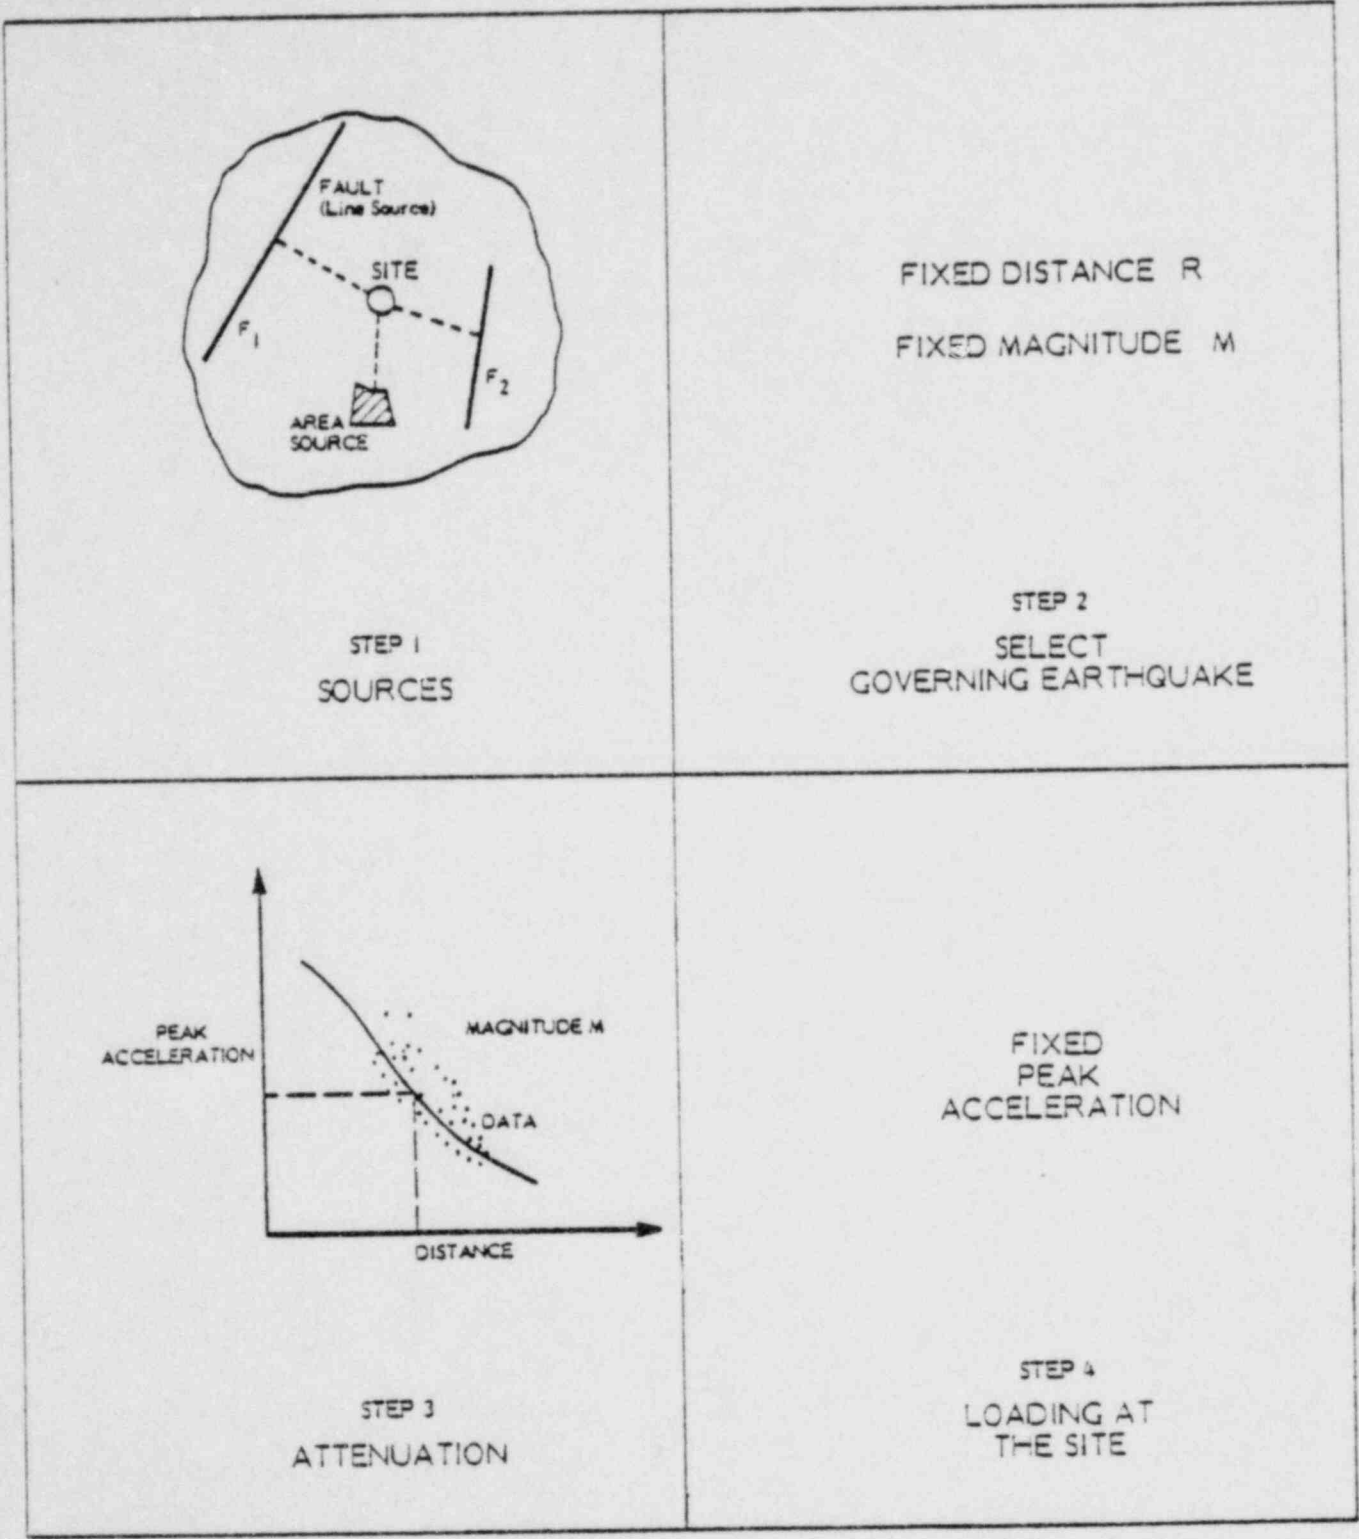 FAULT
(Line Source)
SITE
F1
F2
AREA
SOURCE
STEP 1
SOURCES
FIXED DISTANCE R
FIXED MAGNITUDE M
STEP 2
SELECT
GOVERNING EARTHQUAKE
PEAK
ACCELERATION
MAGNITUDE M
DATA
DISTANCE
STEP 3
ATTENUATION
FIXED
PEAK
ACCELERATION
STEP 4
LOADING AT
THE SITE